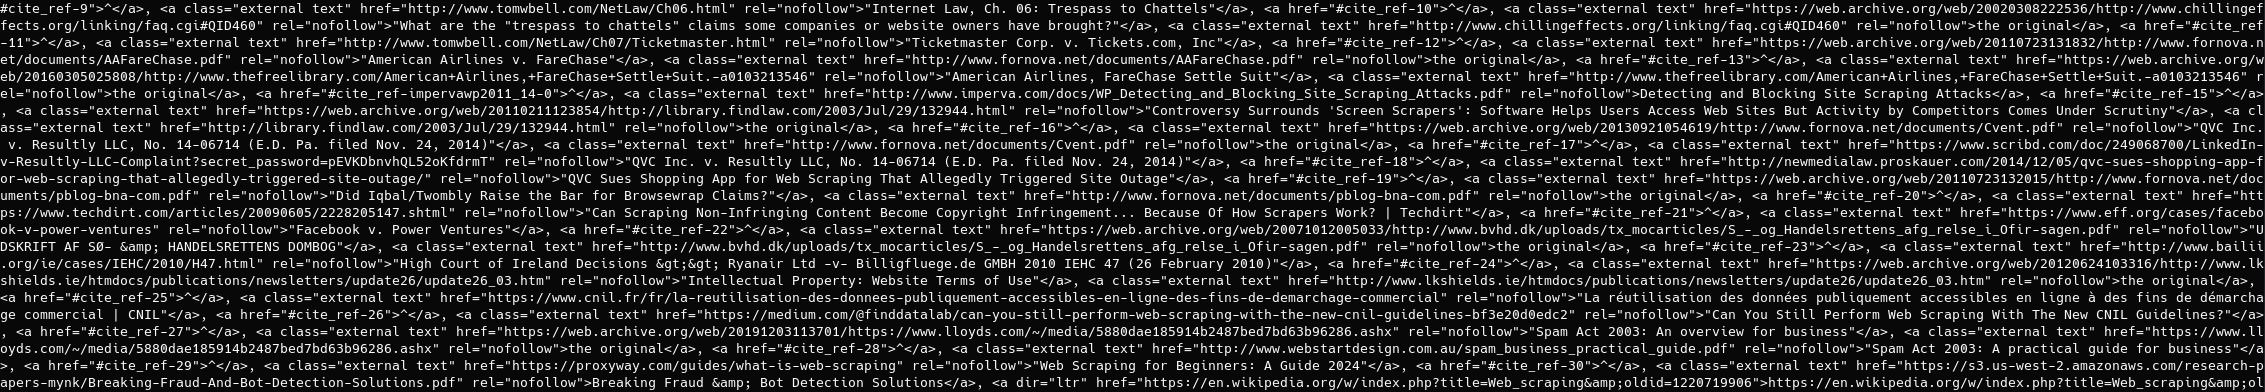 #cite_ref-9">^</a>, <a class="external text" href="http://www.tomwbell.com/NetLaw/Ch06.html" rel="nofollow">"Internet Law, Ch. 06: Trespass to Chattels"</a>, <a href="#cite_ref-10">^</a>, <a class="external text" href="https://web.archive.org/web/20020308222536/http://www.chillingef
fects.org/linking/faq.cgi#QID460" rel="nofollow">"What are the "trespass to chattels" claims some companies or website owners have brought?"</a>, <a class="external text" href="http://www.chillingeffects.org/linking/faq.cgi#QID460" rel="nofollow">the original</a>, <a href="#cite_ref
-11">^</a>, <a class="external text" href="http://www.tomwbell.com/NetLaw/Ch07/Ticketmaster.html" rel="nofollow">"Ticketmaster Corp. v. Tickets.com, Inc"</a>, <a href="#cite_ref-12">^</a>, <a class="external text" href="https://web.archive.org/web/20110723131832/http://www.fornova.n
et/documents/AAFareChase.pdf" rel="nofollow">"American Airlines v. FareChase"</a>, <a class="external text" href="http://www.fornova.net/documents/AAFareChase.pdf" rel="nofollow">the original</a>, <a href="#cite_ref-13">^</a>, <a class="external text" href="https://web.archive.org/w
eb/20160305025808/http://www.thefreelibrary.com/American+Airlines,+FareChase+Settle+Suit.-a0103213546" rel="nofollow">"American Airlines, FareChase Settle Suit"</a>, <a class="external text" href="http://www.thefreelibrary.com/American+Airlines,+FareChase+Settle+Suit.-a0103213546" r
el="nofollow">the original</a>, <a href="#cite_ref-impervawp2011_14-0">^</a>, <a class="external text" href="http://www.imperva.com/docs/WP_Detecting_and_Blocking_Site_Scraping_Attacks.pdf" rel="nofollow">Detecting and Blocking Site Scraping Attacks</a>, <a href="#cite_ref-15">^</a>
, <a class="external text" href="https://web.archive.org/web/20110211123854/http://library.findlaw.com/2003/Jul/29/132944.html" rel="nofollow">"Controversy Surrounds 'Screen Scrapers': Software Helps Users Access Web Sites But Activity by Competitors Comes Under Scrutiny"</a>, <a cl
ass="external text" href="http://library.findlaw.com/2003/Jul/29/132944.html" rel="nofollow">the original</a>, <a href="#cite_ref-16">^</a>, <a class="external text" href="https://web.archive.org/web/20130921054619/http://www.fornova.net/documents/Cvent.pdf" rel="nofollow">"QVC Inc.
 v. Resultly LLC, No. 14-06714 (E.D. Pa. filed Nov. 24, 2014)"</a>, <a class="external text" href="http://www.fornova.net/documents/Cvent.pdf" rel="nofollow">the original</a>, <a href="#cite_ref-17">^</a>, <a class="external text" href="https://www.scribd.com/doc/249068700/LinkedIn-
v-Resultly-LLC-Complaint?secret_password=pEVKDbnvhQL52oKfdrmT" rel="nofollow">"QVC Inc. v. Resultly LLC, No. 14-06714 (E.D. Pa. filed Nov. 24, 2014)"</a>, <a href="#cite_ref-18">^</a>, <a class="external text" href="http://newmedialaw.proskauer.com/2014/12/05/qvc-sues-shopping-app-f
or-web-scraping-that-allegedly-triggered-site-outage/" rel="nofollow">"QVC Sues Shopping App for Web Scraping That Allegedly Triggered Site Outage"</a>, <a href="#cite_ref-19">^</a>, <a class="external text" href="https://web.archive.org/web/20110723132015/http://www.fornova.net/doc
uments/pblog-bna-com.pdf" rel="nofollow">"Did Iqbal/Twombly Raise the Bar for Browsewrap Claims?"</a>, <a class="external text" href="http://www.fornova.net/documents/pblog-bna-com.pdf" rel="nofollow">the original</a>, <a href="#cite_ref-20">^</a>, <a class="external text" href="htt
ps://www.techdirt.com/articles/20090605/2228205147.shtml" rel="nofollow">"Can Scraping Non-Infringing Content Become Copyright Infringement... Because Of How Scrapers Work? | Techdirt"</a>, <a href="#cite_ref-21">^</a>, <a class="external text" href="https://www.eff.org/cases/facebo
ok-v-power-ventures" rel="nofollow">"Facebook v. Power Ventures"</a>, <a href="#cite_ref-22">^</a>, <a class="external text" href="https://web.archive.org/web/20071012005033/http://www.bvhd.dk/uploads/tx_mocarticles/S_-_og_Handelsrettens_afg_relse_i_Ofir-sagen.pdf" rel="nofollow">"U
DSKRIFT AF SØ- &amp; HANDELSRETTENS DOMBOG"</a>, <a class="external text" href="http://www.bvhd.dk/uploads/tx_mocarticles/S_-_og_Handelsrettens_afg_relse_i_Ofir-sagen.pdf" rel="nofollow">the original</a>, <a href="#cite_ref-23">^</a>, <a class="external text" href="http://www.bailii
.org/ie/cases/IEHC/2010/H47.html" rel="nofollow">"High Court of Ireland Decisions &gt;&gt; Ryanair Ltd -v- Billigfluege.de GMBH 2010 IEHC 47 (26 February 2010)"</a>, <a href="#cite_ref-24">^</a>, <a class="external text" href="https://web.archive.org/web/20120624103316/http://www.lk
shields.ie/htmdocs/publications/newsletters/update26/update26_03.htm" rel="nofollow">"Intellectual Property: Website Terms of Use"</a>, <a class="external text" href="http://www.lkshields.ie/htmdocs/publications/newsletters/update26/update26_03.htm" rel="nofollow">the original</a>, 
<a href="#cite_ref-25">^</a>, <a class="external text" href="https://www.cnil.fr/fr/la-reutilisation-des-donnees-publiquement-accessibles-en-ligne-des-fins-de-demarchage-commercial" rel="nofollow">"La réutilisation des données publiquement accessibles en ligne à des fins de démarcha
ge commercial | CNIL"</a>, <a href="#cite_ref-26">^</a>, <a class="external text" href="https://medium.com/@finddatalab/can-you-still-perform-web-scraping-with-the-new-cnil-guidelines-bf3e20d0edc2" rel="nofollow">"Can You Still Perform Web Scraping With The New CNIL Guidelines?"</a>
, <a href="#cite_ref-27">^</a>, <a class="external text" href="https://web.archive.org/web/20191203113701/https://www.lloyds.com/~/media/5880dae185914b2487bed7bd63b96286.ashx" rel="nofollow">"Spam Act 2003: An overview for business"</a>, <a class="external text" href="https://www.ll
oyds.com/~/media/5880dae185914b2487bed7bd63b96286.ashx" rel="nofollow">the original</a>, <a href="#cite_ref-28">^</a>, <a class="external text" href="http://www.webstartdesign.com.au/spam_business_practical_guide.pdf" rel="nofollow">"Spam Act 2003: A practical guide for business"</a
>, <a href="#cite_ref-29">^</a>, <a class="external text" href="https://proxyway.com/guides/what-is-web-scraping" rel="nofollow">"Web Scraping for Beginners: A Guide 2024"</a>, <a href="#cite_ref-30">^</a>, <a class="external text" href="https://s3.us-west-2.amazonaws.com/research-p
apers-mynk/Breaking-Fraud-And-Bot-Detection-Solutions.pdf" rel="nofollow">Breaking Fraud &amp; Bot Detection Solutions</a>, <a dir="ltr" href="https://en.wikipedia.org/w/index.php?title=Web_scraping&amp;oldid=1220719906">https://en.wikipedia.org/w/index.php?title=Web_scraping&amp;o